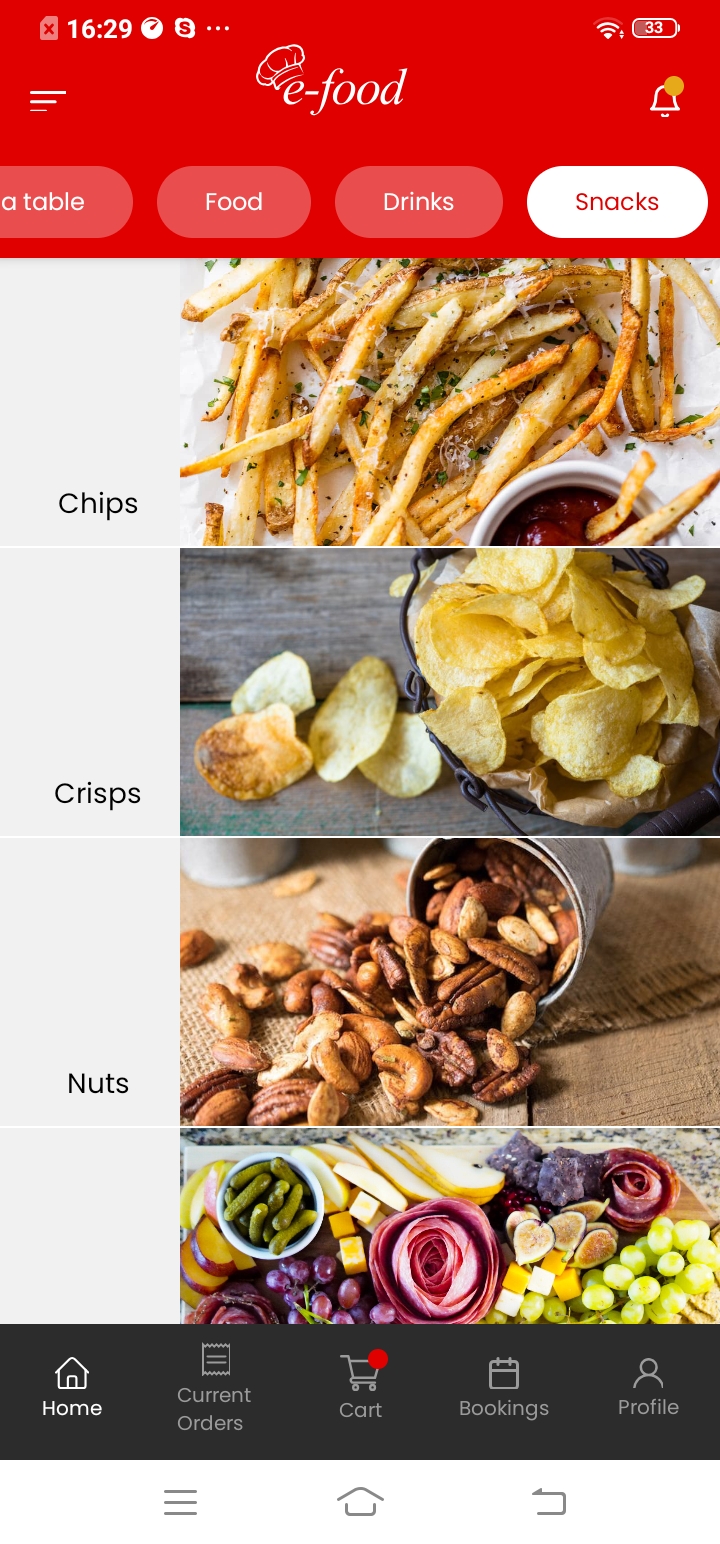 16:29
33
e-food
a table
Food
Drinks
Snacks
Chips
Crisps
Nuts
Home
Current
Orders
Cart
Bookings
Profile